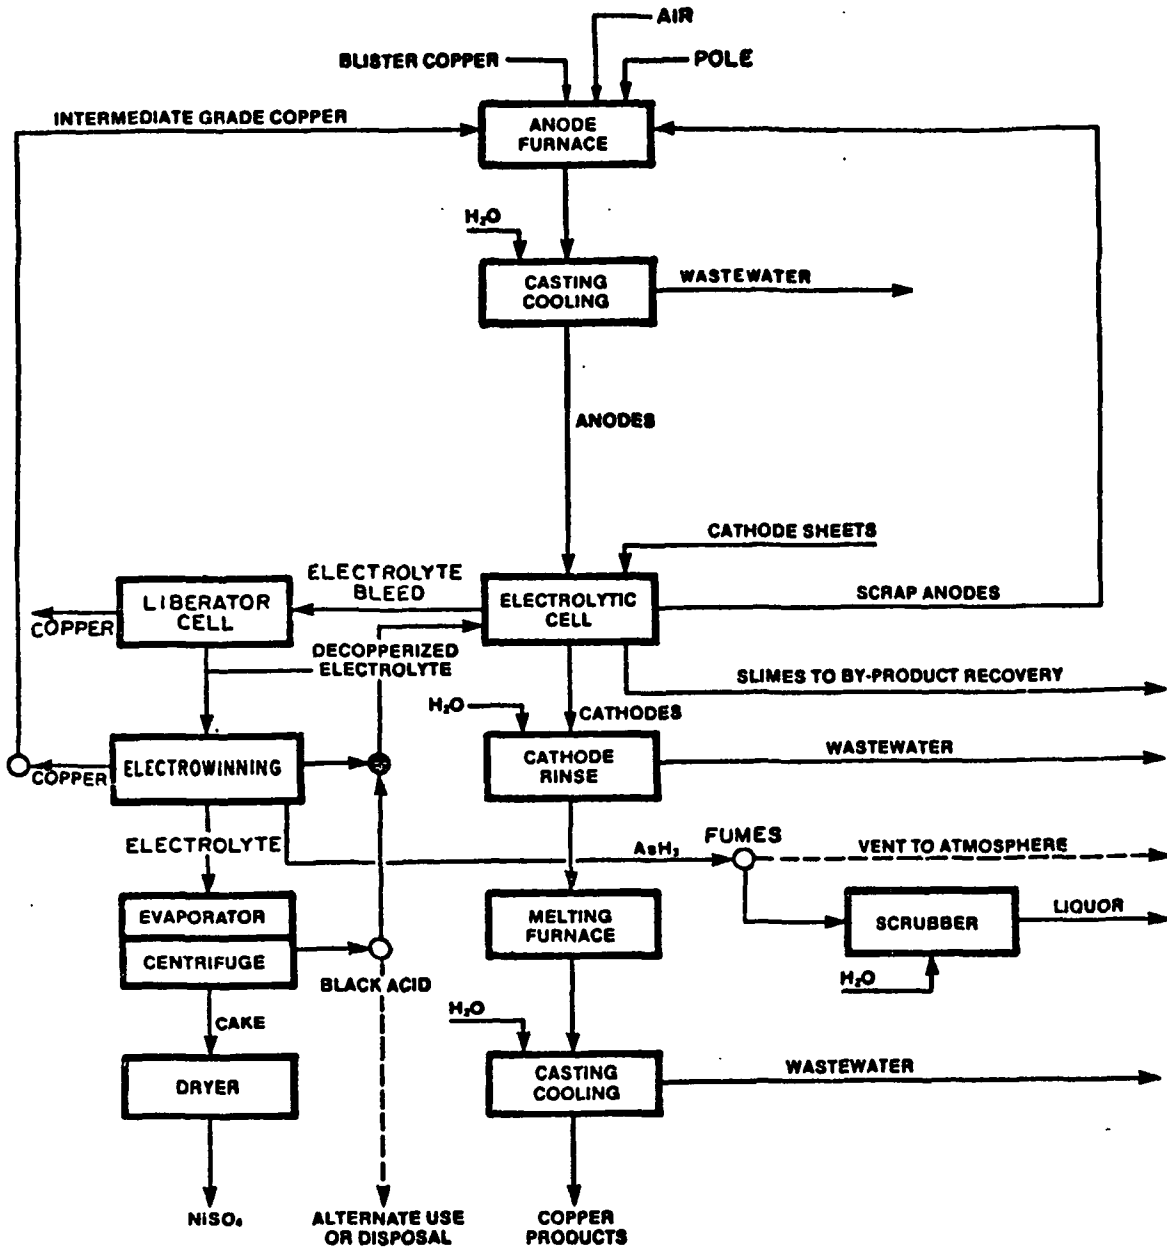 AIR
BLISTER COPPER
POLE
INTERMEDIATE GRADE COPPER
ANODE
FURNACE
H₂O
CASTING
COOLING
WASTEWATER
ANODES
CATHODE SHEETS
ELECTROLYTE
BLEED
LIBERATOR
CELL
ELECTROLYTIC
CELL
SCRAP ANODES
COPPER
DECOPPERIZED
ELECTROLYTE
SLIMES TO BY-PRODUCT RECOVERY
H₂O
CATHODES
COPPER
ELECTROWINNING
CATHODE
RINSE
WASTEWATER
ELECTROLYTE
AsH₃
FUMES
VENT TO ATMOSPHERE
EVAPORATOR
CENTRIFUGE
MELTING
FURNACE
SCRUBBER
LIQUOR
BLACK ACID
H₂O
CAKE
H₂O
DRYER
CASTING
COOLING
WASTEWATER
NiSO₄
ALTERNATE USE
OR DISPOSAL
COPPER
PRODUCTS